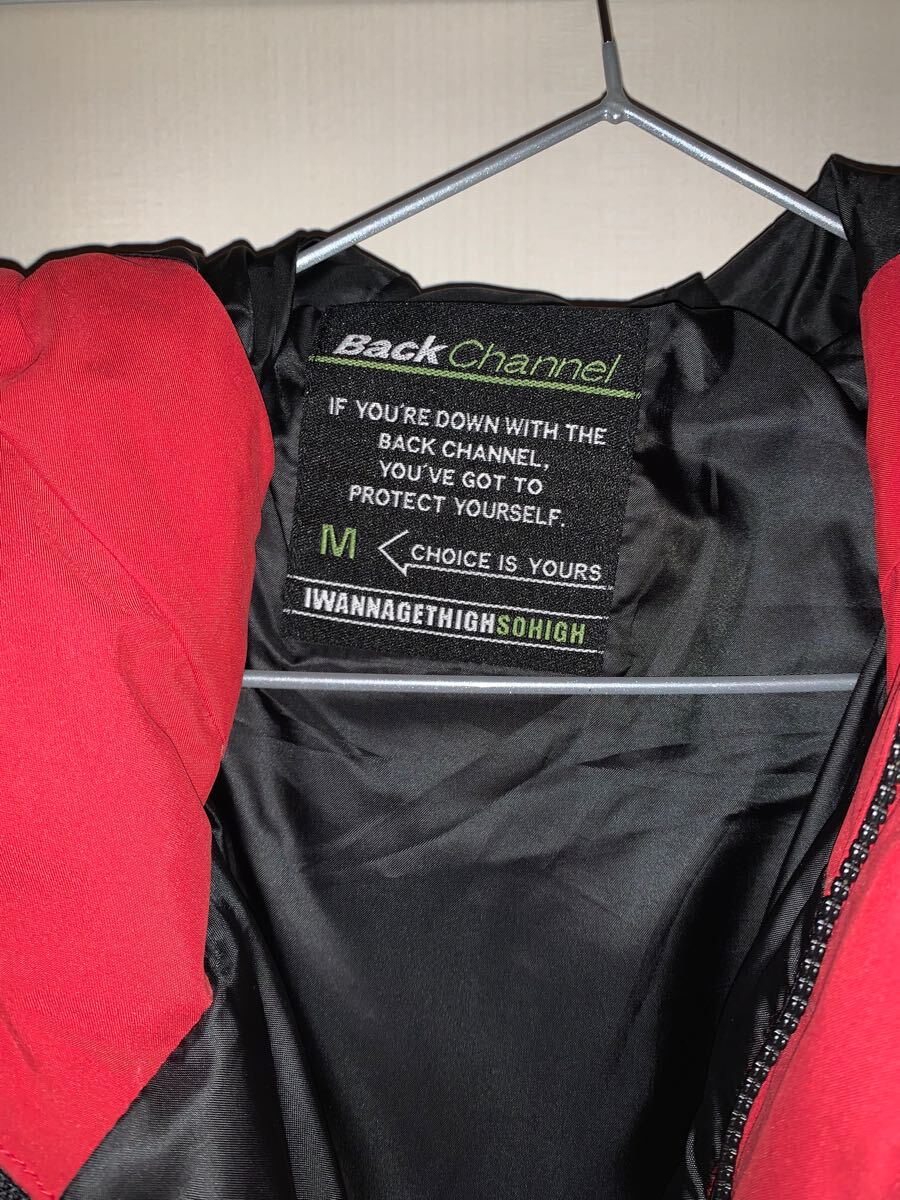 Back Channel
IF YOU'RE DOWN WITH THE
BACK CHANNEL,
YOU'VE GOT TO
PROTECT YOURSELF.
M CHOICE IS YOURS
IWANNAGETHIGHSOHIGH